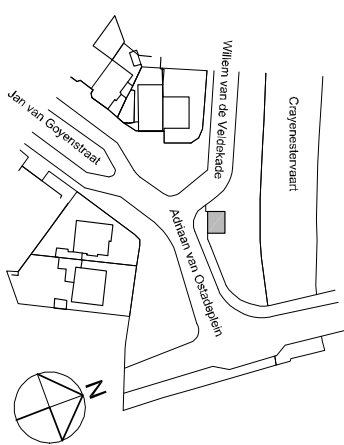 Willem van de Veldekade
Crayenestervaart
Jan van Goyenstraat
Adriaan van Ostadeplein
N